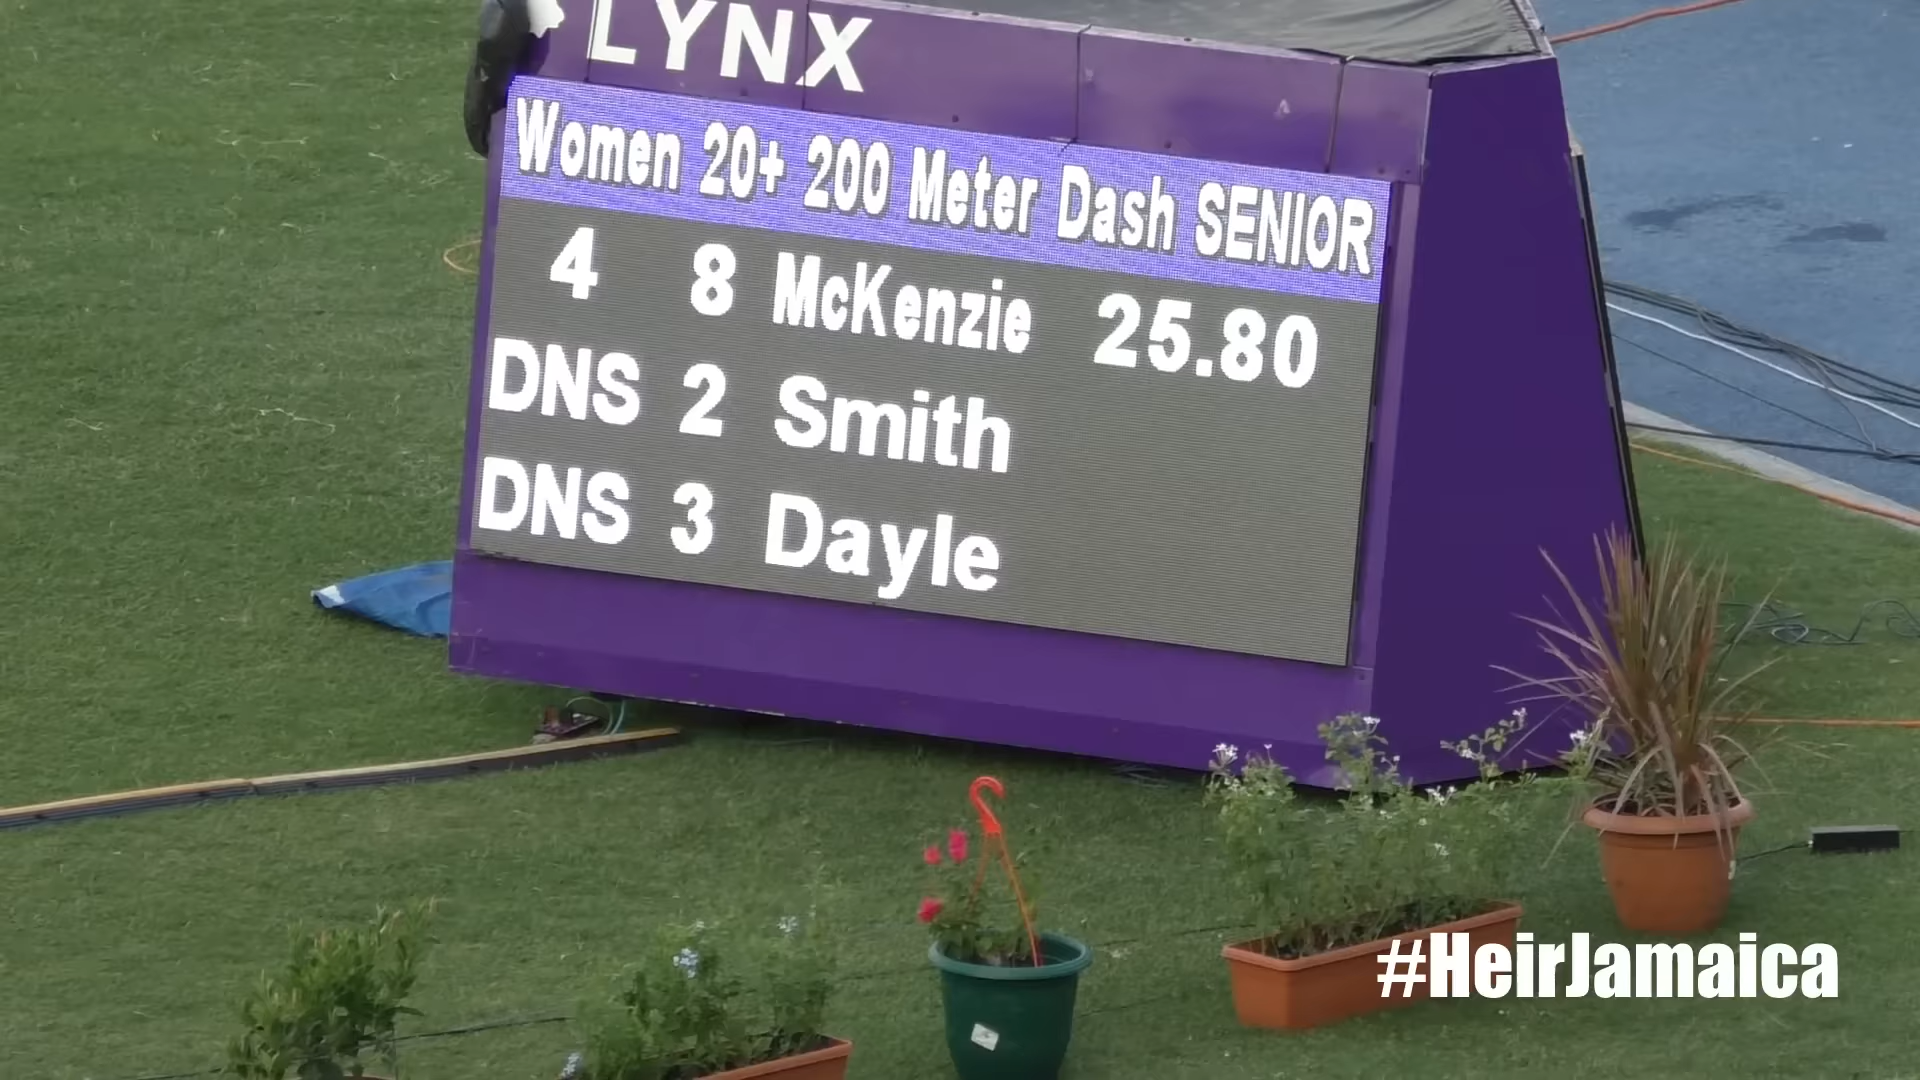 LYNX
Women 20+ 200 Meter Dash SENIOR
4 8 McKenzie 25.80
DNS 2 Smith
DNS 3 Dayle
#HeirJamaica